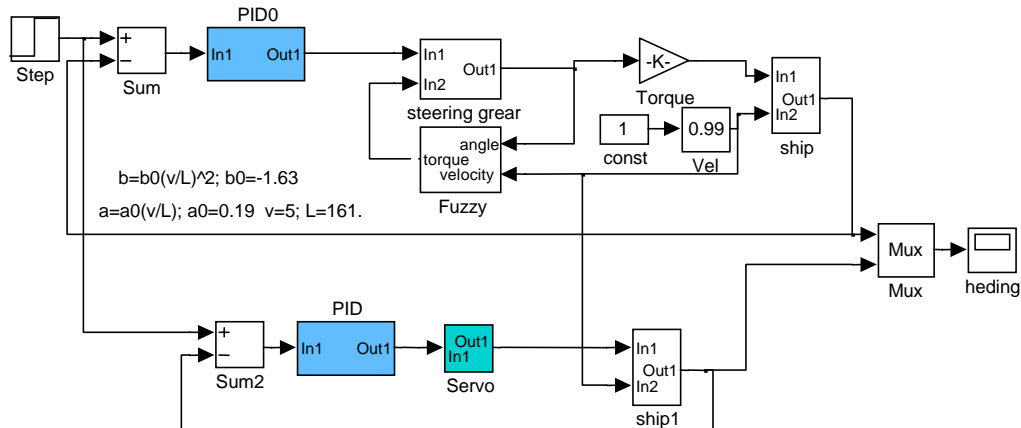 PID0
Step
+
−
Sum
In1
Out1
In1
In2
Out1
steering grear
-K-
Torque
In1
Out1
In2
ship
1
const
0.99
Vel
angle
torque
velocity
Fuzzy
b=b0(v/L)^2; b0=-1.63
a=a0(v/L); a0=0.19  v=5; L=161.
Mux
Mux
heding
PID
+
−
Sum2
In1
Out1
Out1
In1
Servo
In1
Out1
In2
ship1